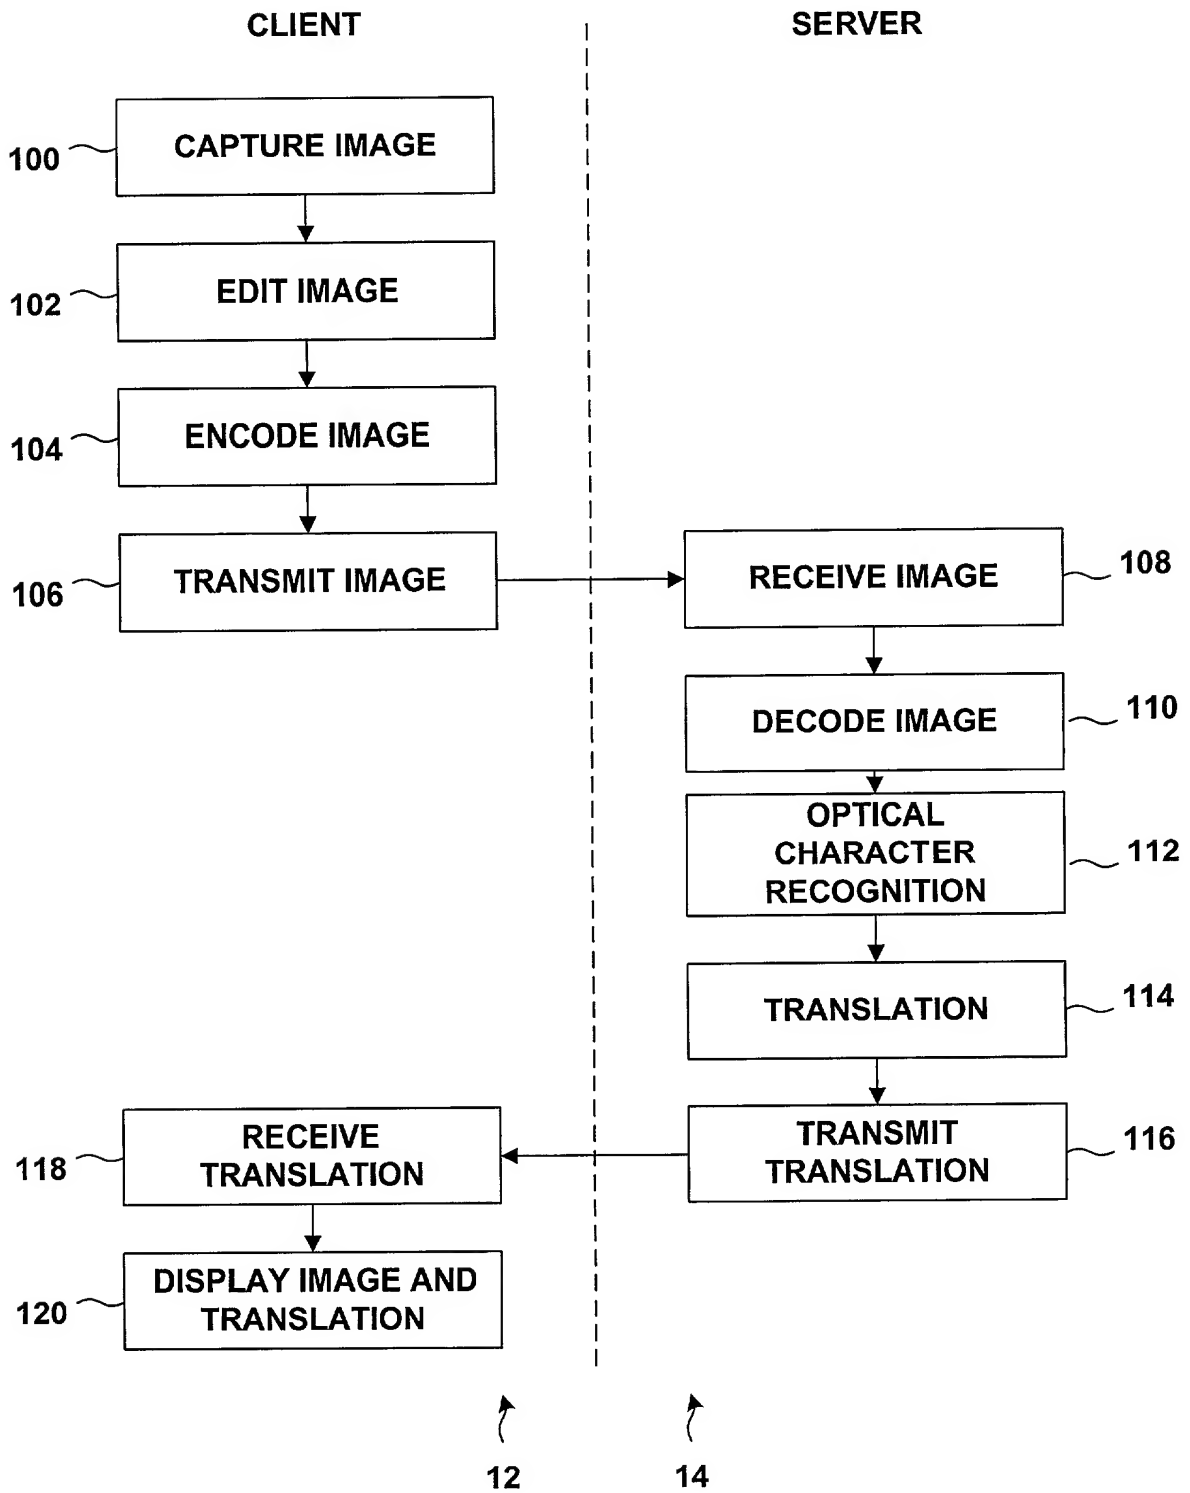 CLIENT
SERVER
100
CAPTURE IMAGE
102
EDIT IMAGE
104
ENCODE IMAGE
106
TRANSMIT IMAGE
RECEIVE IMAGE
108
DECODE IMAGE
110
OPTICAL
CHARACTER
RECOGNITION
112
TRANSLATION
114
TRANSMIT
TRANSLATION
116
118
RECEIVE
TRANSLATION
120
DISPLAY IMAGE AND
TRANSLATION
12
14